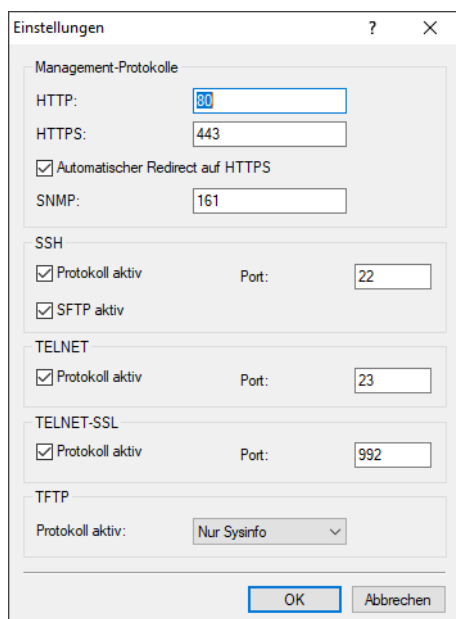 Einstellungen ?
Management-Protokolle
HTTP: 80
HTTPS: 443
Automatischer Redirect auf HTTPS
SNMP: 161
SSH
Protokoll aktiv Port: 22
SFTP aktiv
TELNET
Protokoll aktiv Port: 23
TELNET-SSL
Protokoll aktiv Port: 992
TFTP
Protokoll aktiv: Nur Sysinfo
OK Abbrechen